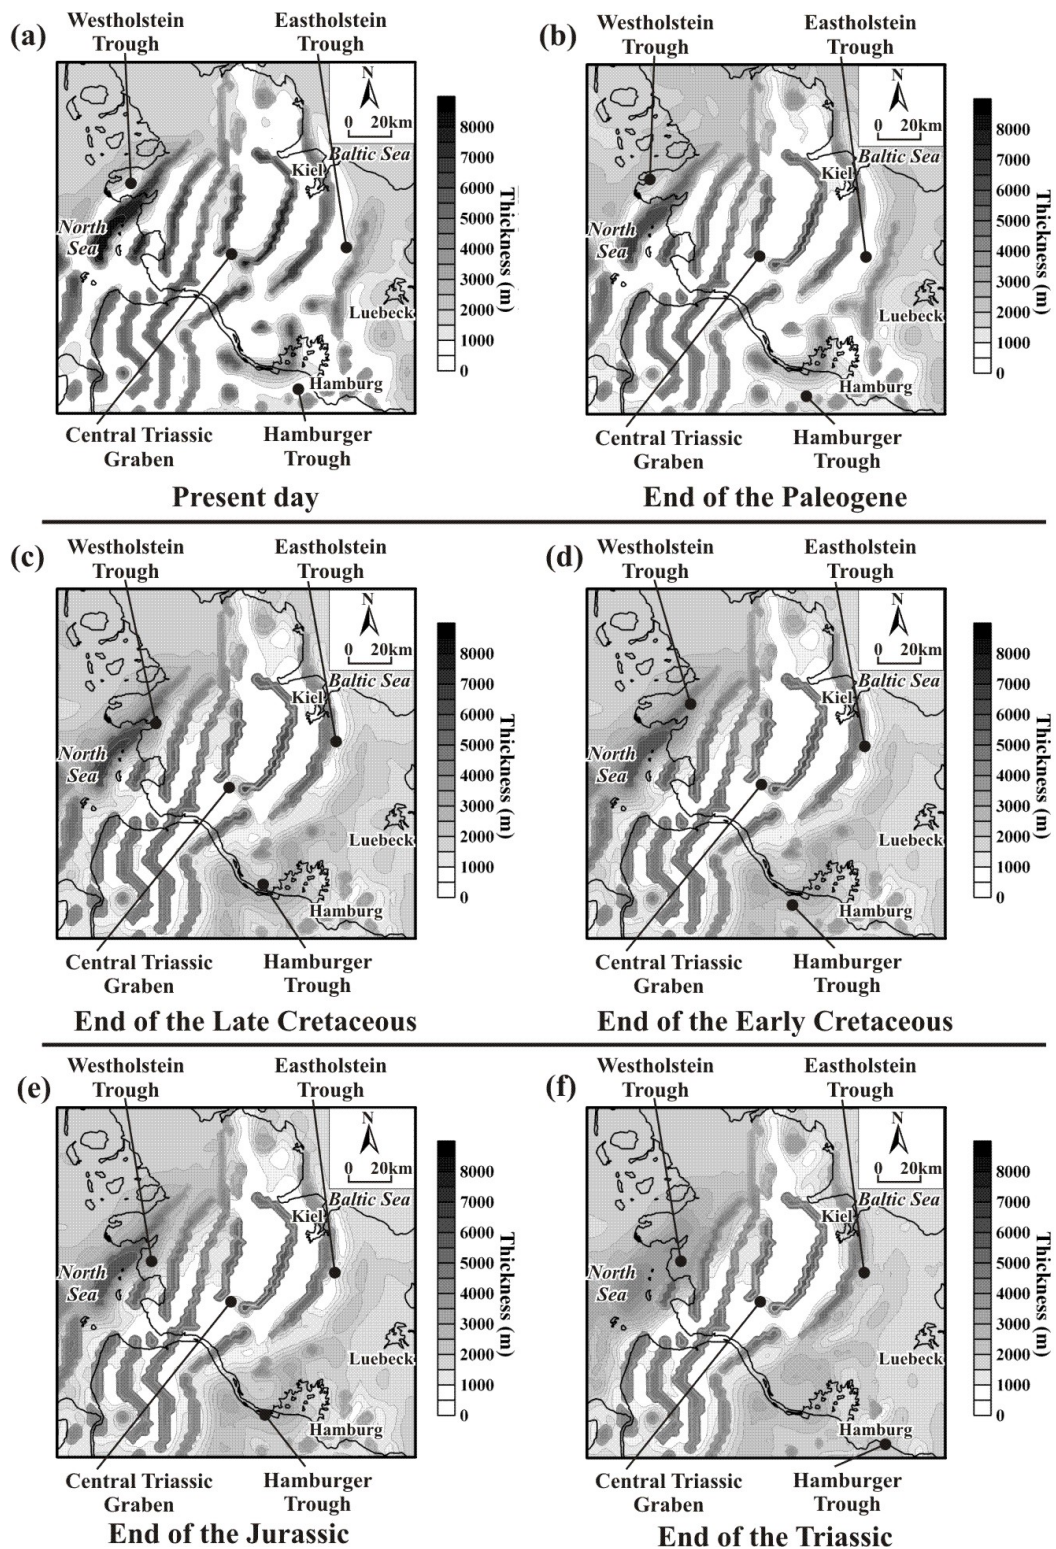 (a)
Westholstein
Trough
Eastholstein
Trough
N
0 20km
Baltic Sea
Kiel
North
Sea
Luebeck
Hamburg
8000
7000
6000
5000
4000
3000
2000
1000
0
Thickness (m)
Central Triassic
Graben
Hamburger
Trough
Present day
(b)
Westholstein
Trough
Eastholstein
Trough
N
0 20km
Baltic Sea
Kiel
North
Sea
Luebeck
Hamburg
8000
7000
6000
5000
4000
3000
2000
1000
0
Thickness (m)
Central Triassic
Graben
Hamburger
Trough
End of the Paleogene
(c)
Westholstein
Trough
Eastholstein
Trough
N
0 20km
Baltic Sea
Kiel
North
Sea
Luebeck
Hamburg
8000
7000
6000
5000
4000
3000
2000
1000
0
Thickness (m)
Central Triassic
Graben
Hamburger
Trough
End of the Late Cretaceous
(d)
Westholstein
Trough
Eastholstein
Trough
N
0 20km
Baltic Sea
Kiel
North
Sea
Luebeck
Hamburg
8000
7000
6000
5000
4000
3000
2000
1000
0
Thickness (m)
Central Triassic
Graben
Hamburger
Trough
End of the Early Cretaceous
(e)
Westholstein
Trough
Eastholstein
Trough
N
0 20km
Baltic Sea
Kiel
North
Sea
Luebeck
Hamburg
8000
7000
6000
5000
4000
3000
2000
1000
0
Thickness (m)
Central Triassic
Graben
Hamburger
Trough
End of the Jurassic
(f)
Westholstein
Trough
Eastholstein
Trough
N
0 20km
Baltic Sea
Kiel
North
Sea
Luebeck
Hamburg
8000
7000
6000
5000
4000
3000
2000
1000
0
Thickness (m)
Central Triassic
Graben
Hamburger
Trough
End of the Triassic